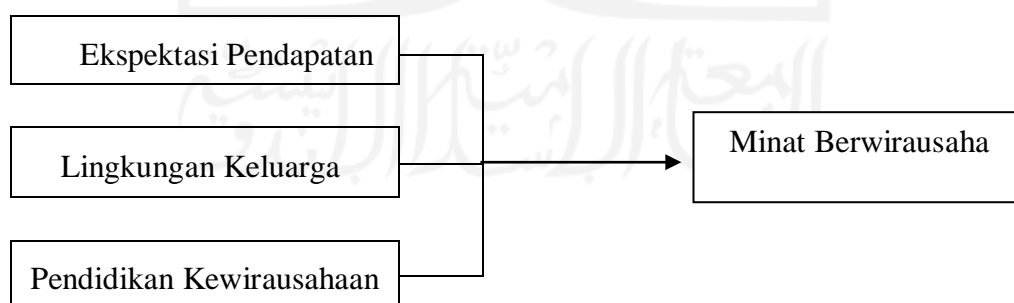 Ekspektasi Pendapatan
Lingkungan Keluarga
Minat Berwirausaha
Pendidikan Kewirausahaan